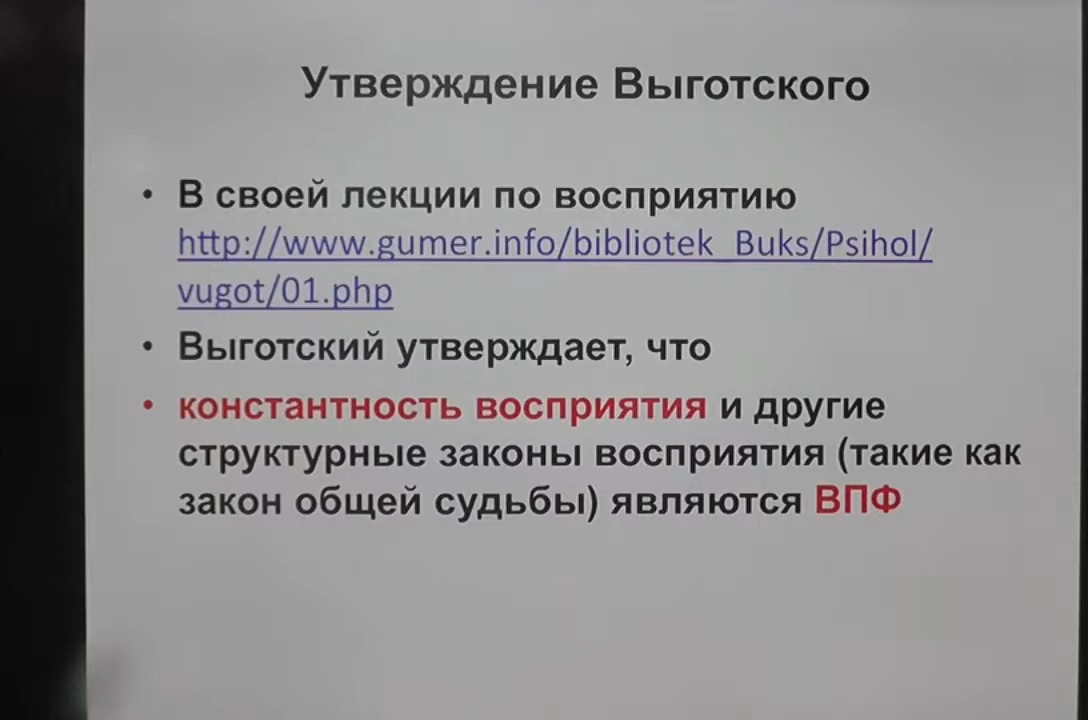 Утверждение Выготского
• В своей лекции по восприятию
http://www.gumer.info/bibliotek_Buks/Psihol/
vugot/01.php
• Выготский утверждает, что
• константность восприятия и другие
структурные законы восприятия (такие как
закон общей судьбы) являются ВПФ